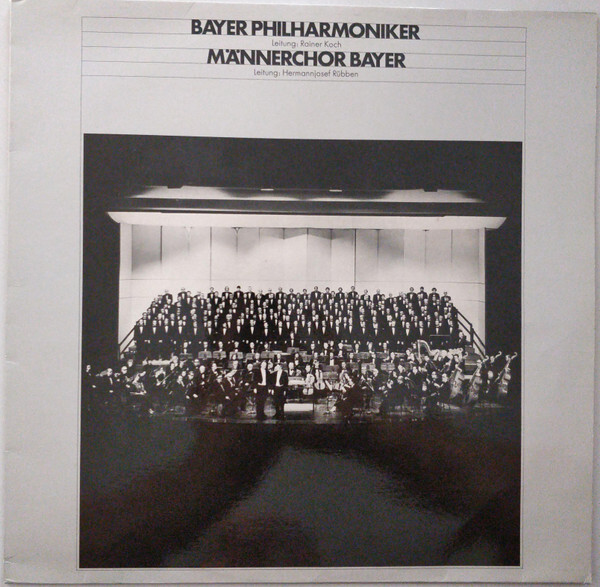 BAYER PHILHARMONIKER
Leitung: Rainer Koch
MÄNNERCHOR BAYER
Leitung: Hermannjosef Rübben